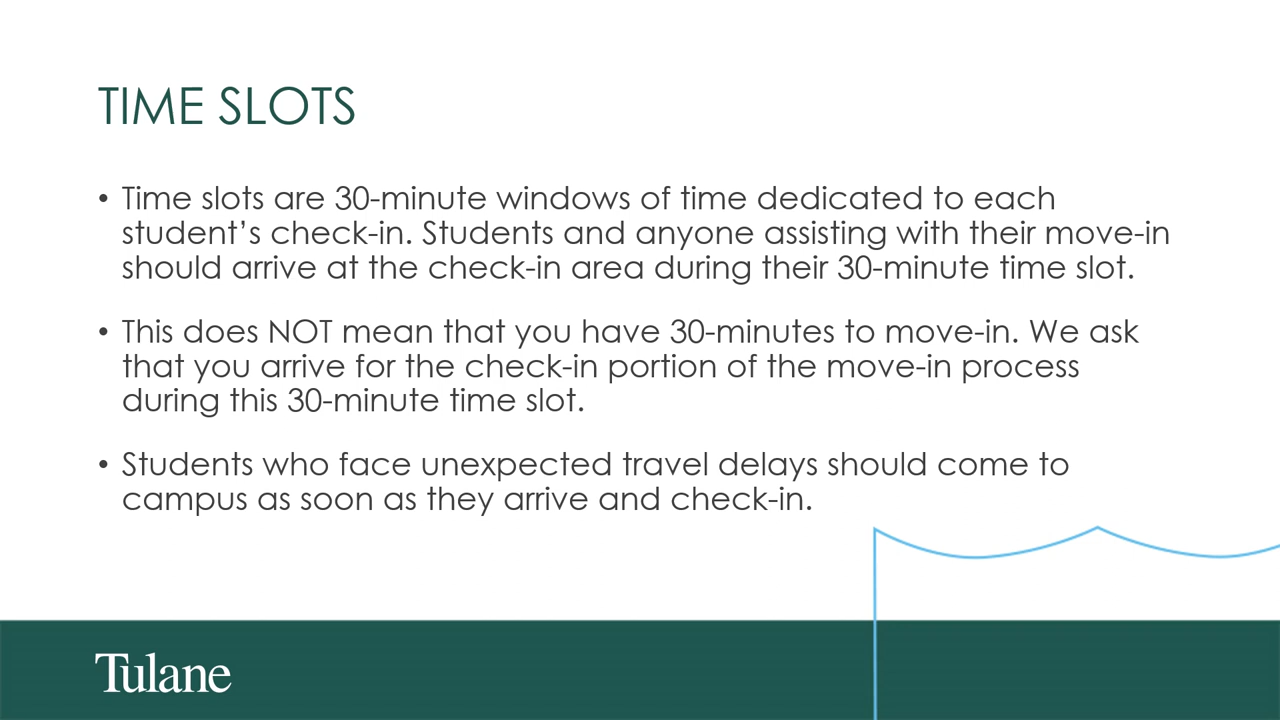 TIME SLOTS
• Time slots are 30-minute windows of time dedicated to each
student’s check-in. Students and anyone assisting with their move-in
should arrive at the check-in area during their 30-minute time slot.
• This does NOT mean that you have 30-minutes to move-in. We ask
that you arrive for the check-in portion of the move-in process
during this 30-minute time slot.
• Students who face unexpected travel delays should come to
campus as soon as they arrive and check-in.
Tulane